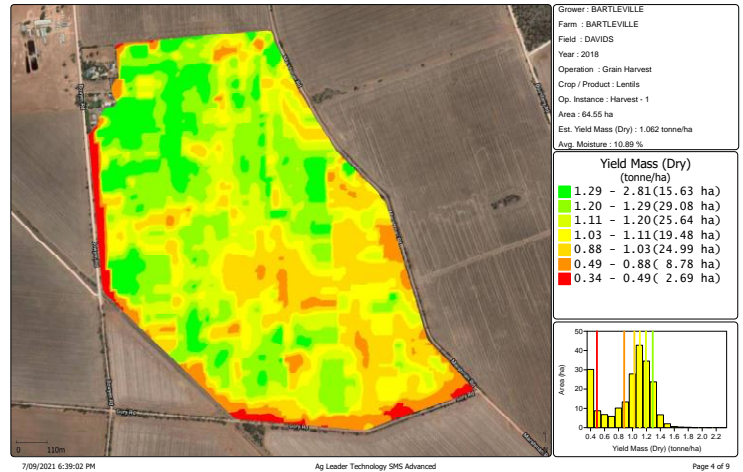 Grower : BARTLEVILLE
Farm : BARTLEVILLE
Field : DAVIDS
Year : 2018
Operation : Grain Harvest
Crop / Product : Lentils
Op. Instance : Harvest - 1
Area : 64.55 ha
Est. Yield Mass (Dry) : 1.062 tonne/ha
Avg. Moisture : 10.89 %
Yield Mass (Dry)
(tonne/ha)
1.29 - 2.81(15.63 ha)
1.20 - 1.29(29.08 ha)
1.11 - 1.20(25.64 ha)
1.03 - 1.11(19.48 ha)
0.88 - 1.03(24.99 ha)
0.49 - 0.88( 8.78 ha)
0.34 - 0.49( 2.69 ha)
Area (ha)
50
40
30
20
10
0
0.4 0.6 0.8 1.0 1.2 1.4 1.6 1.8 2.0 2.2
Yield Mass (Dry) (tonne/ha)
0 110m
7/09/2021 6:39:02 PM
Ag Leader Technology SMS Advanced
Page 4 of 9